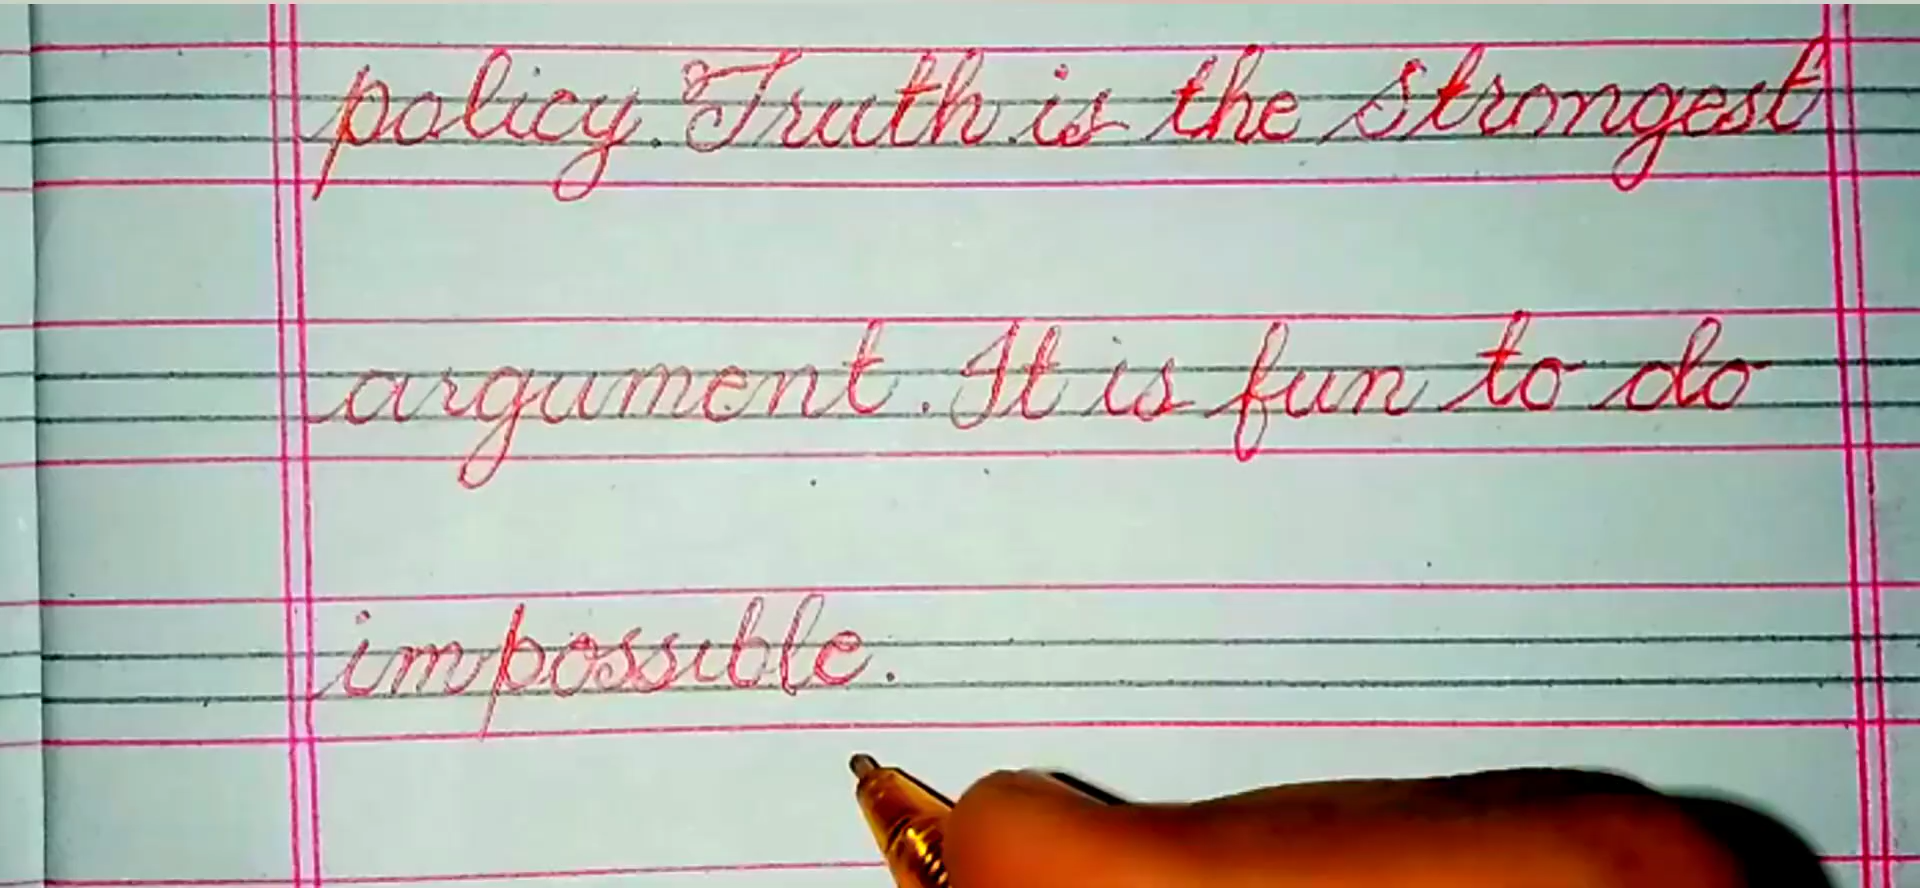 policy. Truth is the strongest
argument. It is fun to do
impossible.